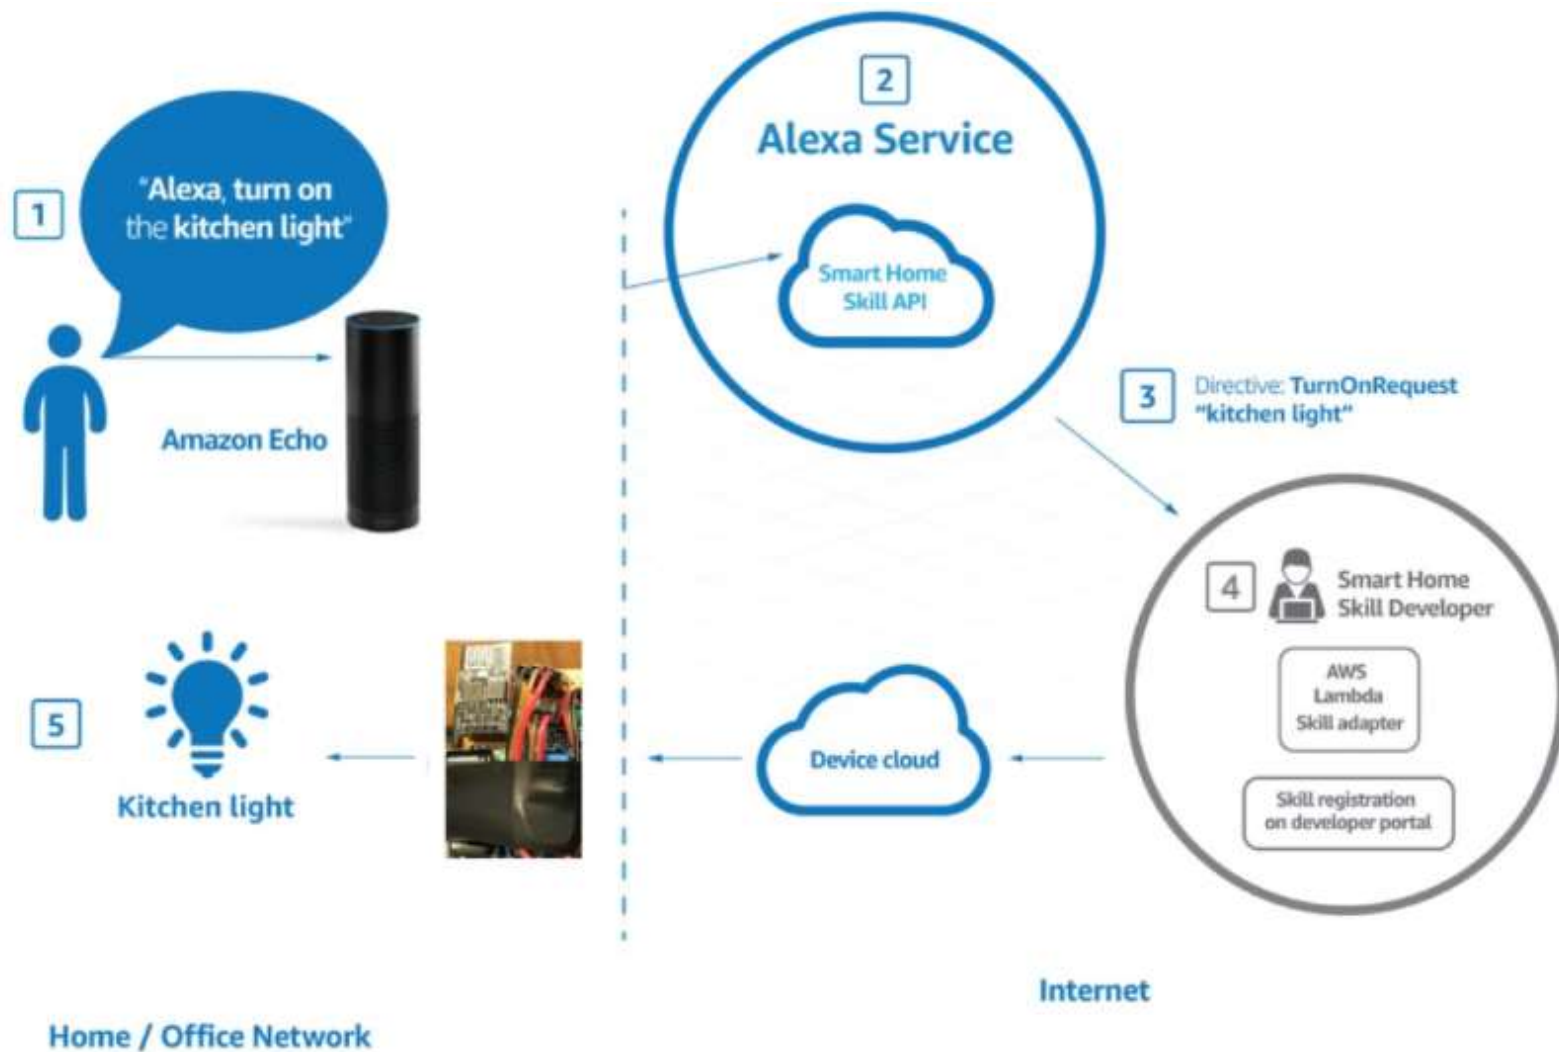 1
"Alexa, turn on
the kitchen light"
Amazon Echo
2
Alexa Service
Smart Home
Skill API
3
Directive: TurnOnRequest
"kitchen light"
4
Smart Home
Skill Developer
AWS
Lambda
Skill adapter
Skill registration
on developer portal
Device cloud
5
Kitchen light
Internet
Home / Office Network